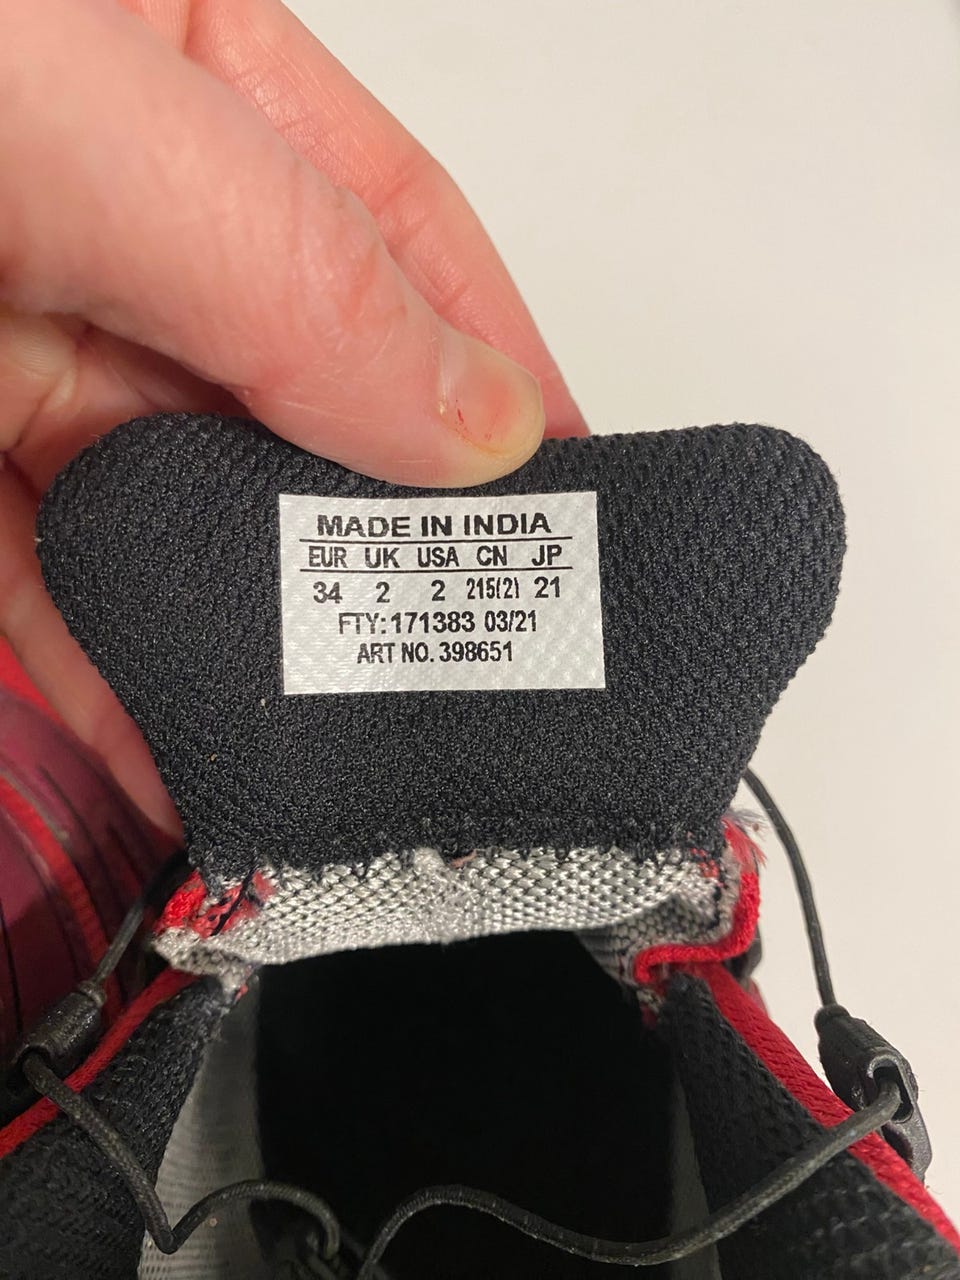 MADE IN INDIA
EUR UK USA CN JP
34 2 2 215(2) 21
FTY: 171383 03/21
ART NO. 398651